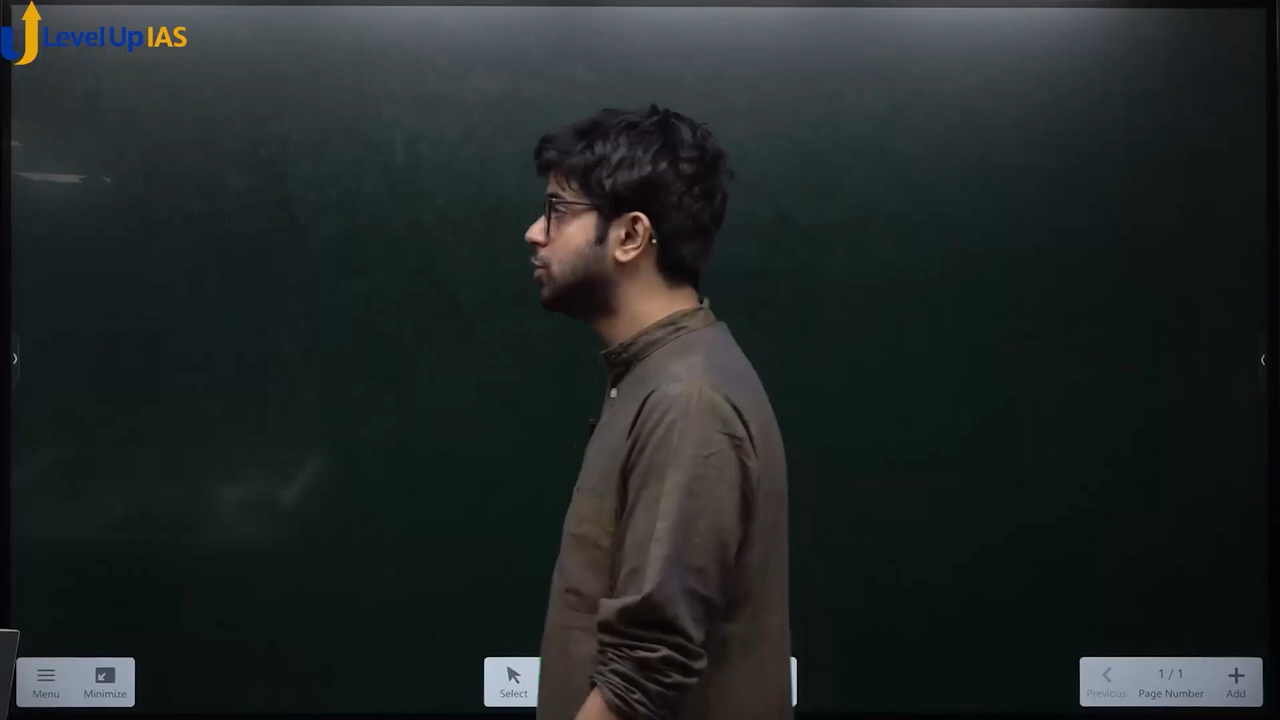 Level Up IAS
Menu
Minimize
Select
Previous
1 / 1
Page Number
Add